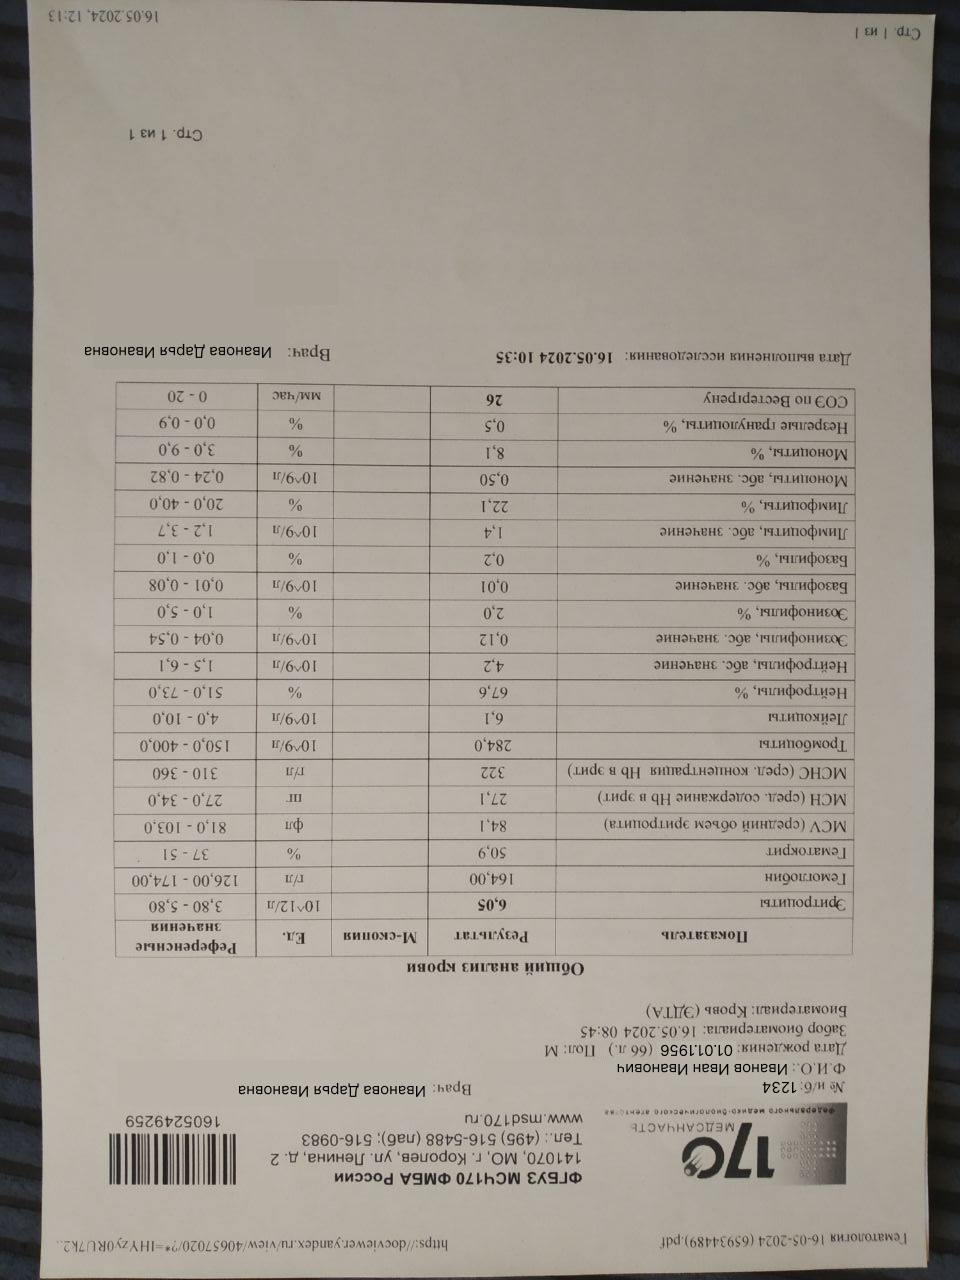 Гематология 16-05-2024 (65934489).pdf https://docviewer.yandex.ru/view/40657020/?*=IHYzy0RU7k2...
170
МЕДСАНЧАСТЬ
Федерального медико-биологического агентства
ФГБУЗ МСЧ170 ФМБА России
141070, МО, г. Королев, ул. Ленина, д. 2
Тел.: (495) 516-5488 (лаб); 516-0983
www.msd170.ru
1605249259
№ и/б: 1234 Врач: Иванова Дарья Ивановна
Ф.И.О.: Иванов Иван Иванович
Дата рождения: 01.01.1956 (66 л.) Пол: М
Забор биоматериала: 16.05.2024 08:45
Биоматериал: Кровь (ЭДТА)
Общий анализ крови
Показатель Результат М-скопия Ед. Референсные значения
Эритроциты 6,05 10^12/л 3,80 - 5,80
Гемоглобин 164,00 г/л 126,00 - 174,00
Гематокрит 50,9 % 37 - 51
MCV (средний объем эритроцита) 84,1 фл 81,0 - 103,0
MCH (сред. содержание Hb в эрит) 27,1 пг 27,0 - 34,0
MCHC (сред. концентрация Hb в эрит) 322 г/л 310 - 360
Тромбоциты 284,0 10^9/л 150,0 - 400,0
Лейкоциты 6,1 10^9/л 4,0 - 10,0
Нейтрофилы, % 67,6 % 51,0 - 73,0
Нейтрофилы, абс. значение 4,2 10^9/л 1,5 - 6,1
Эозинофилы, абс. значение 0,12 10^9/л 0,04 - 0,54
Эозинофилы, % 2,0 % 1,0 - 5,0
Базофилы, абс. значение 0,01 10^9/л 0,01 - 0,08
Базофилы, % 0,2 % 0,0 - 1,0
Лимфоциты, абс. значение 1,4 10^9/л 1,2 - 3,7
Лимфоциты, % 22,1 % 20,0 - 40,0
Моноциты, абс. значение 0,50 10^9/л 0,24 - 0,82
Моноциты, % 8,1 % 3,0 - 9,0
Незрелые гранулоциты, % 0,5 % 0,0 - 0,9
СОЭ по Вестергрену 26 мм/час 0 - 20
Дата выполнения исследования: 16.05.2024 10:35 Врач: Иванова Дарья Ивановна
Стр. 1 из 1
Стр. 1 из 1 16.05.2024, 12:13